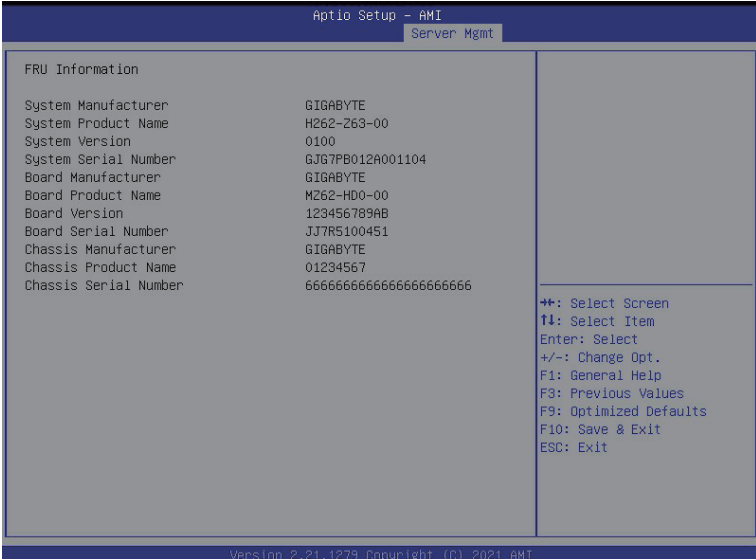 Aptio Setup – AMI
Server Mgmt
FRU Information
System Manufacturer GIGABYTE
System Product Name H262-Z63-00
System Version 0100
System Serial Number GJG7PB012A001104
Board Manufacturer GIGABYTE
Board Product Name MZ62-HD0-00
Board Version 123456789AB
Board Serial Number JJ7R5100451
Chassis Manufacturer GIGABYTE
Chassis Product Name 01234567
Chassis Serial Number 66666666666666666666666
→←: Select Screen
↑↓: Select Item
Enter: Select
+/-: Change Opt.
F1: General Help
F3: Previous Values
F9: Optimized Defaults
F10: Save & Exit
ESC: Exit
Version 2.21.1279 Copyright (C) 2021 AMI